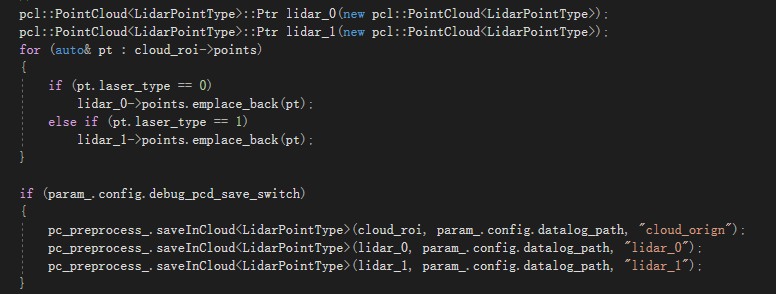 pcl::PointCloud<LidarPointType>::Ptr lidar_0(new pcl::PointCloud<LidarPointType>);
pcl::PointCloud<LidarPointType>::Ptr lidar_1(new pcl::PointCloud<LidarPointType>);
for (auto& pt : cloud_roi->points)
{
    if (pt.laser_type == 0)
        lidar_0->points.emplace_back(pt);
    else if (pt.laser_type == 1)
        lidar_1->points.emplace_back(pt);
}
if (param_.config.debug_pcd_save_switch)
{
    pc_preprocess_.saveInCloud<LidarPointType>(cloud_roi, param_.config.datalog_path, "cloud_orign");
    pc_preprocess_.saveInCloud<LidarPointType>(lidar_0, param_.config.datalog_path, "lidar_0");
    pc_preprocess_.saveInCloud<LidarPointType>(lidar_1, param_.config.datalog_path, "lidar_1");
}